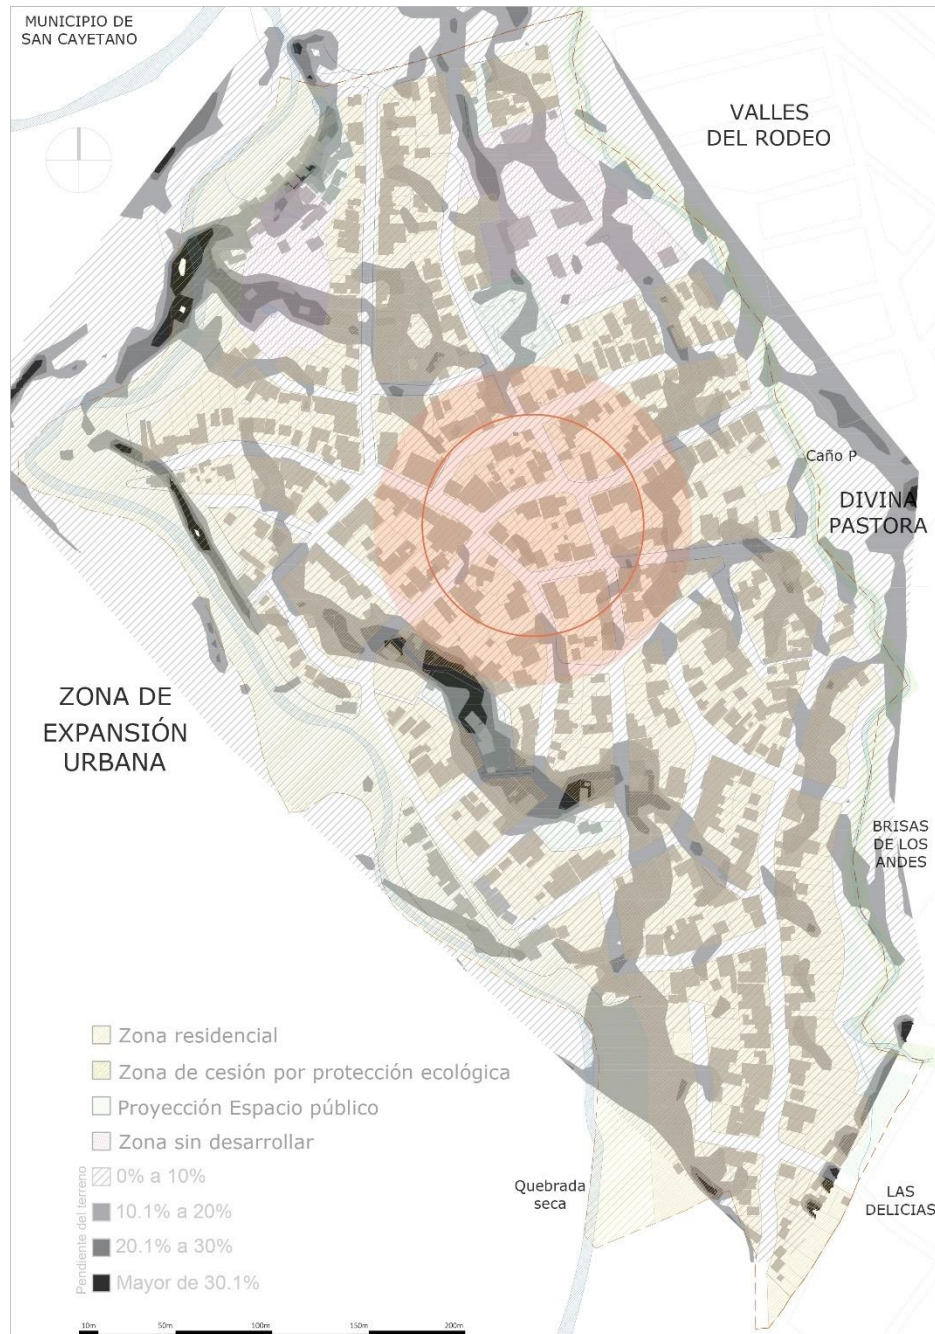 MUNICIPIO DE
SAN CAYETANO
VALLES
DEL RODEO
Caño P
DIVINA
PASTORA
ZONA DE
EXPANSIÓN
URBANA
BRISAS
DE LOS
ANDES
Zona residencial
Zona de cesión por protección ecológica
Proyección Espacio público
Zona sin desarrollar
Pendiente del terreno
0% a 10%
10.1% a 20%
20.1% a 30%
Mayor de 30.1%
Quebrada
seca
LAS
DELICIAS
10m 50m 100m 150m 200m